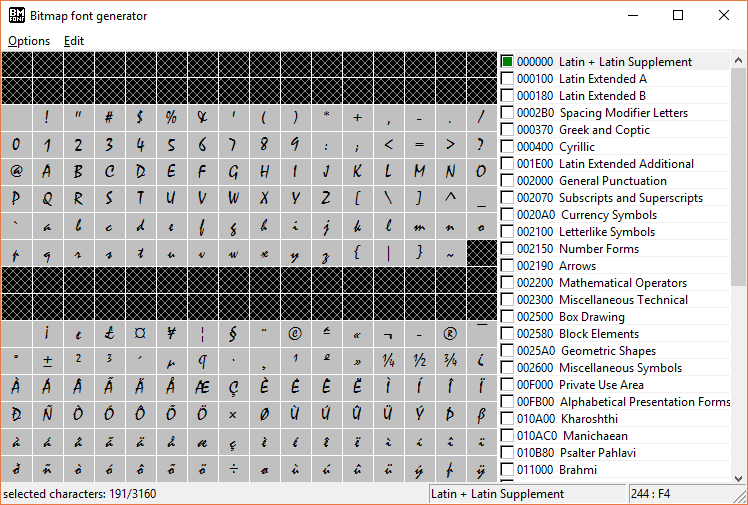 BM FONT Bitmap font generator
Options Edit
! " # $ % & ' ( ) * + , - . /
0 1 2 3 4 5 6 7 8 9 : ; < = > ?
@ A B C D E F G H I J K L M N O
P Q R S T U V W X Y Z [ \ ] ^ _
` a b c d e f g h i j k l m n o
p q r s t u v w x y z { | } ~
¡ ¢ £ ¤ ¥ ¦ § ¨ © ª « ¬ - ® ¯
° ± ² ³ ´ µ ¶ · ¸ ¹ º » ¼ ½ ¾ ¿
À Á Â Ã Ä Å Æ Ç È É Ê Ë Ì Í Î Ï
Ð Ñ Ò Ó Ô Õ Ö × Ø Ù Ú Û Ü Ý Þ ß
à á â ã ä å æ ç è é ê ë ì í î ï
ð ñ ò ó ô õ ö ÷ ø ù ú û ü ý þ ÿ
000000 Latin + Latin Supplement
000100 Latin Extended A
000180 Latin Extended B
0002B0 Spacing Modifier Letters
000370 Greek and Coptic
000400 Cyrillic
001E00 Latin Extended Additional
002000 General Punctuation
002070 Subscripts and Superscripts
0020A0 Currency Symbols
002100 Letterlike Symbols
002150 Number Forms
002190 Arrows
002200 Mathematical Operators
002300 Miscellaneous Technical
002500 Box Drawing
002580 Block Elements
0025A0 Geometric Shapes
002600 Miscellaneous Symbols
00F000 Private Use Area
00FB00 Alphabetical Presentation Forms
010A00 Kharoshthi
010AC0 Manichaean
010B80 Psalter Pahlavi
011000 Brahmi
selected characters: 191/3160
Latin + Latin Supplement
244 : F4